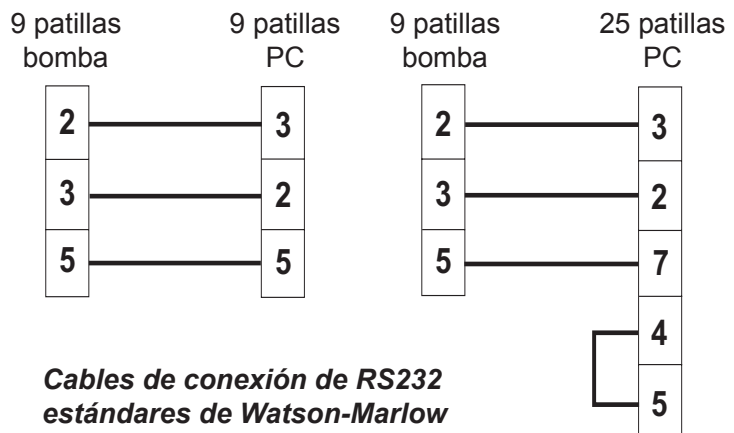 9 patillas bomba
9 patillas PC
2 3
3 2
5 5
9 patillas bomba
25 patillas PC
2 3
3 2
5 7
4
5
Cables de conexión de RS232
estándares de Watson-Marlow